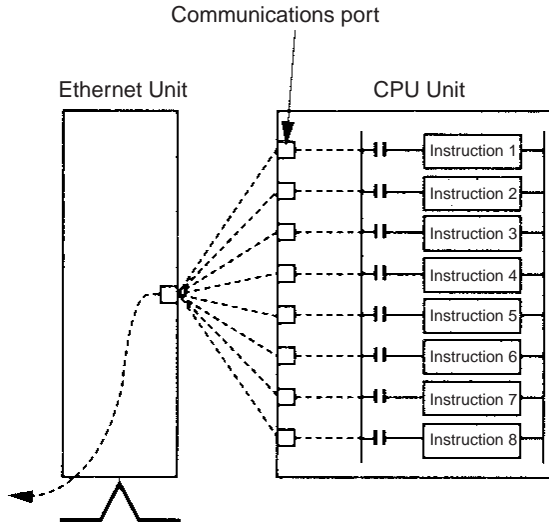 Communications port
Ethernet Unit
CPU Unit
Instruction 1
Instruction 2
Instruction 3
Instruction 4
Instruction 5
Instruction 6
Instruction 7
Instruction 8